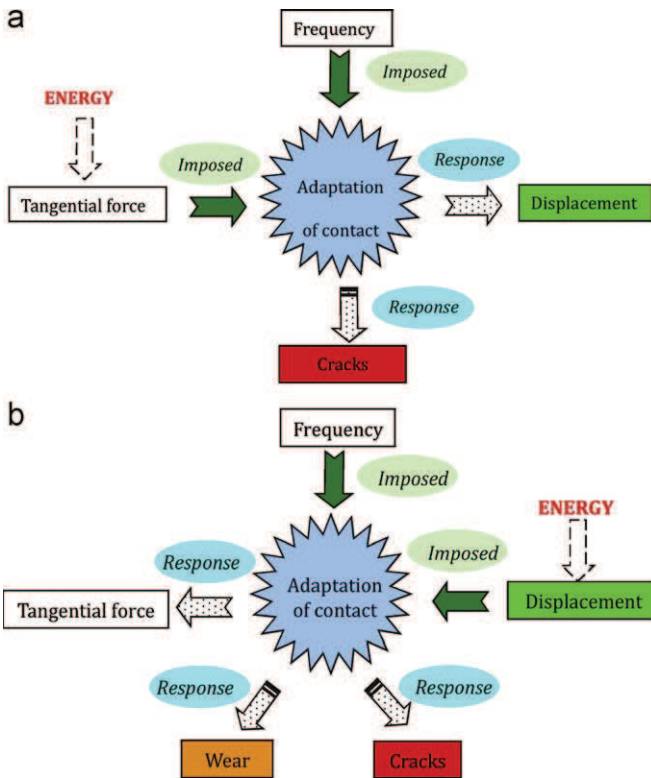 a
Frequency
Imposed
ENERGY
Imposed
Response
Tangential force
Adaptation
of contact
Displacement
Response
Cracks
b
Frequency
Imposed
ENERGY
Response
Imposed
Adaptation
of contact
Tangential force
Displacement
Response
Response
Wear
Cracks